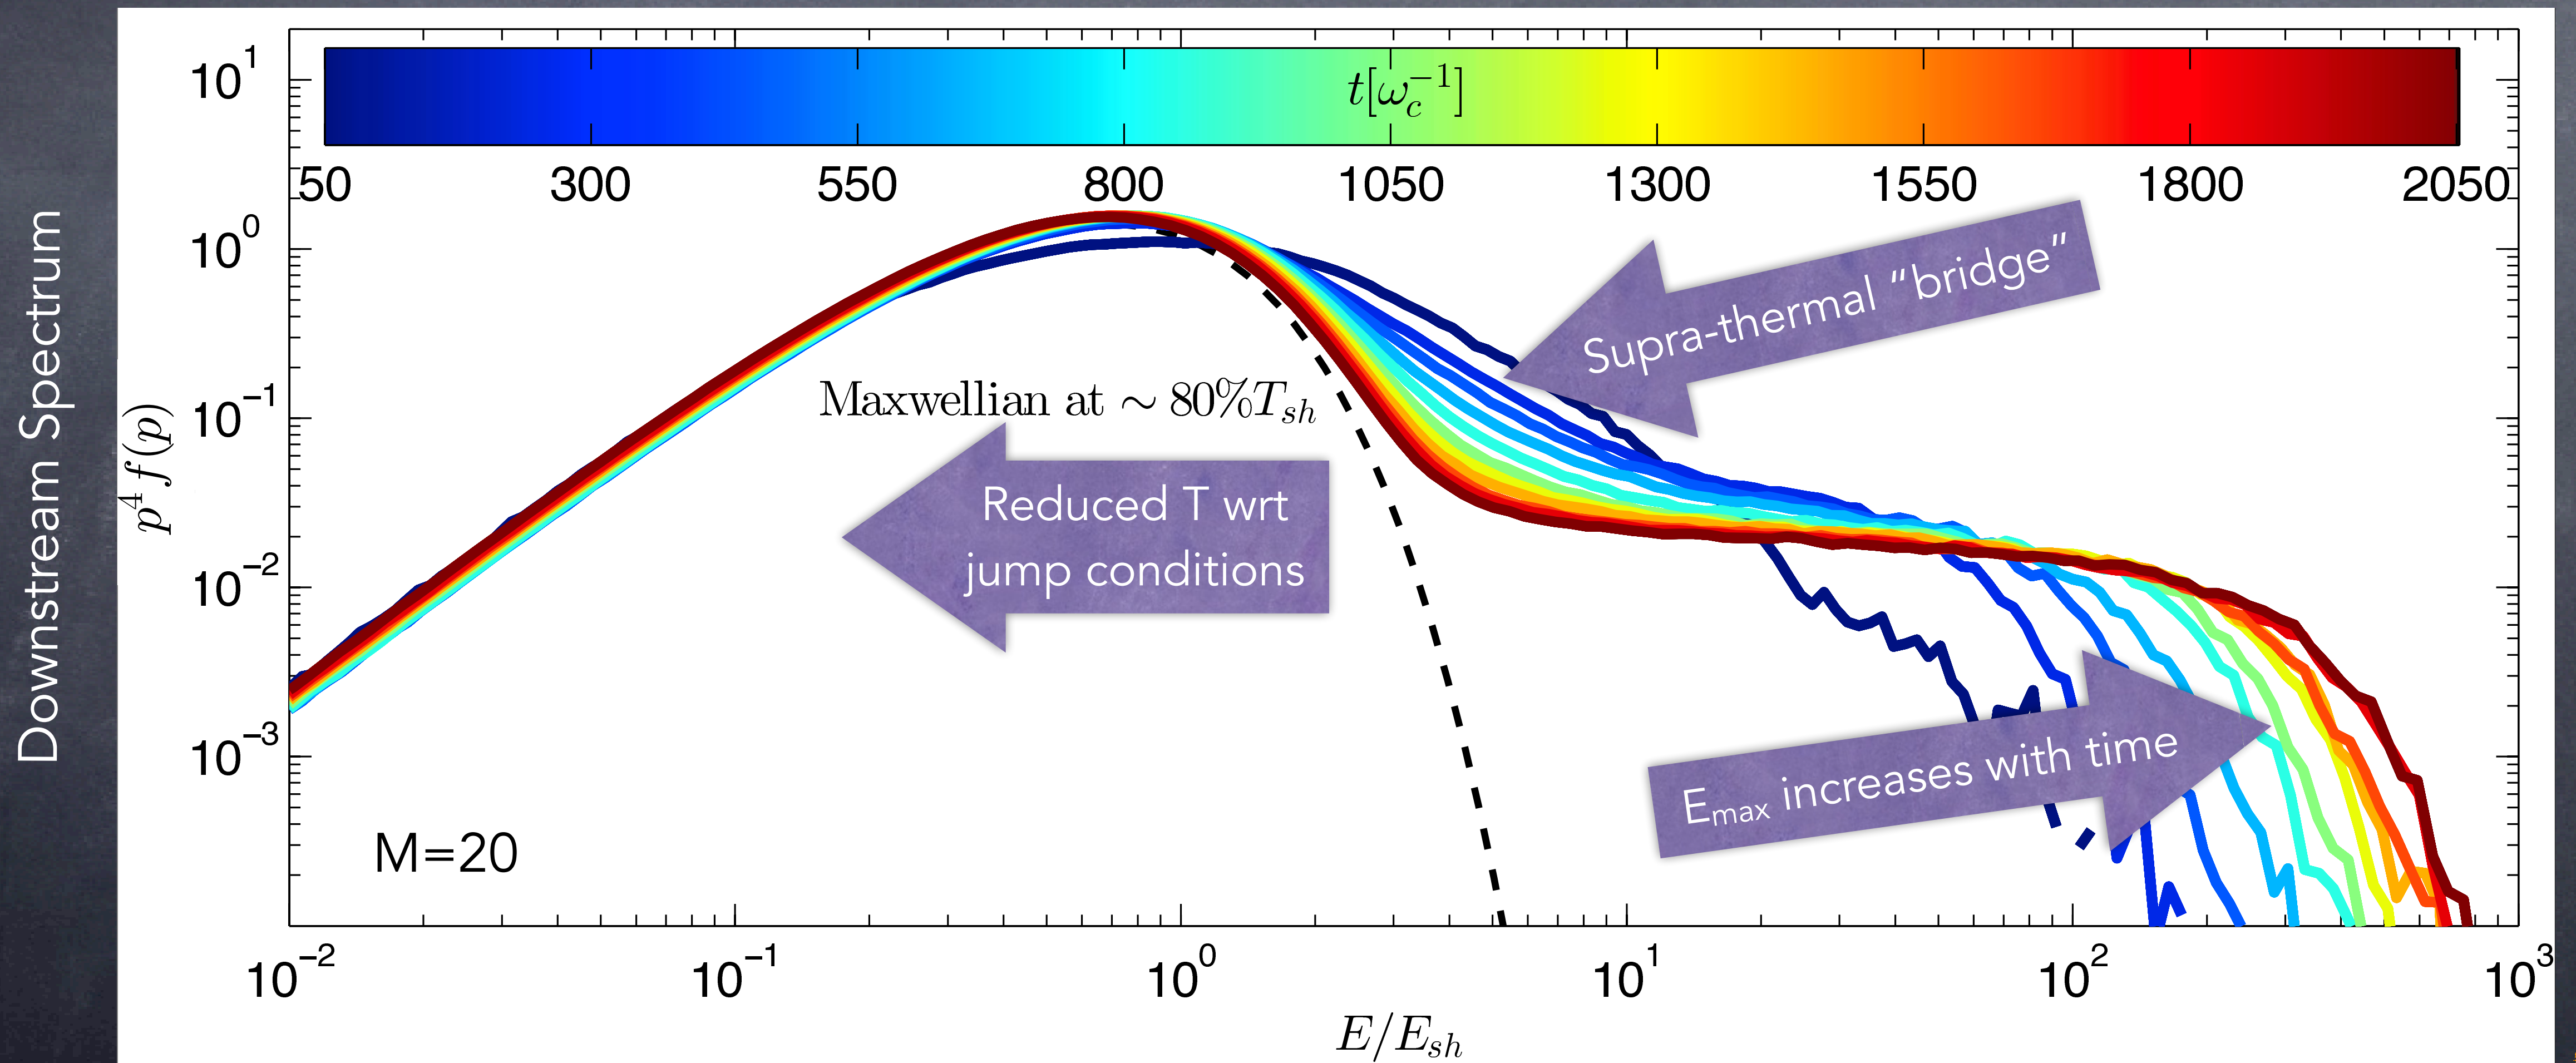 Downstream Spectrum
10^1
10^0
10^−1
10^−2
10^−3
p^4 f(p)
t[ω_c^−1]
50 300 550 800 1050 1300 1550 1800 2050
Supra-thermal “bridge”
Maxwellian at ∼ 80%T_sh
Reduced T wrt
jump conditions
E_max increases with time
M=20
10^−2 10^−1 10^0 10^1 10^2 10^3
E/E_sh